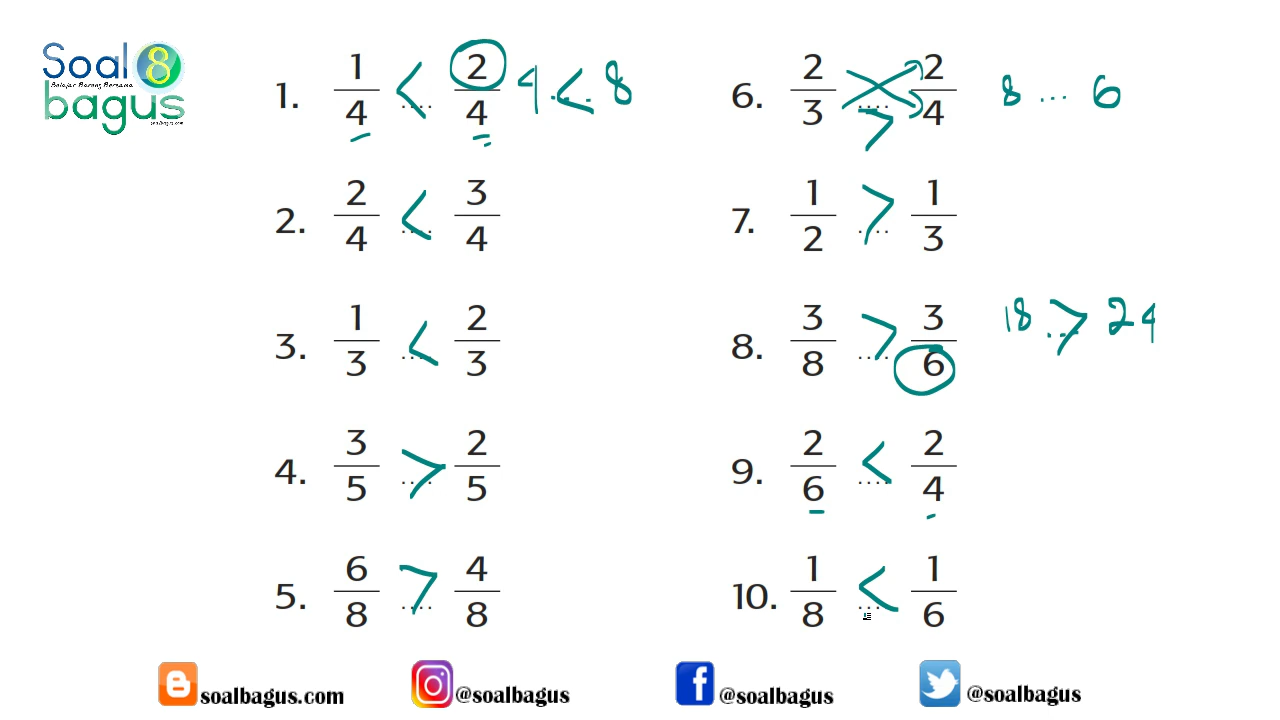 Soal 8
Belajar Bareng Bersama
bagus
soalbagus.com
1. 1/4 < .... 2/4 4 . < . . 8
2. 2/4 < .... 3/4
3. 1/3 < .... 2/3
4. 3/5 > .... 2/5
5. 6/8 > .... 4/8
6. 2/3 .... > 2/4 8 ... 6
7. 1/2 > .... 1/3
8. 3/8 > .... 3/6 18 ... > 24
9. 2/6 < .... 2/4
10. 1/8 < .... 1/6
soalbagus.com
@soalbagus
@soalbagus
@soalbagus